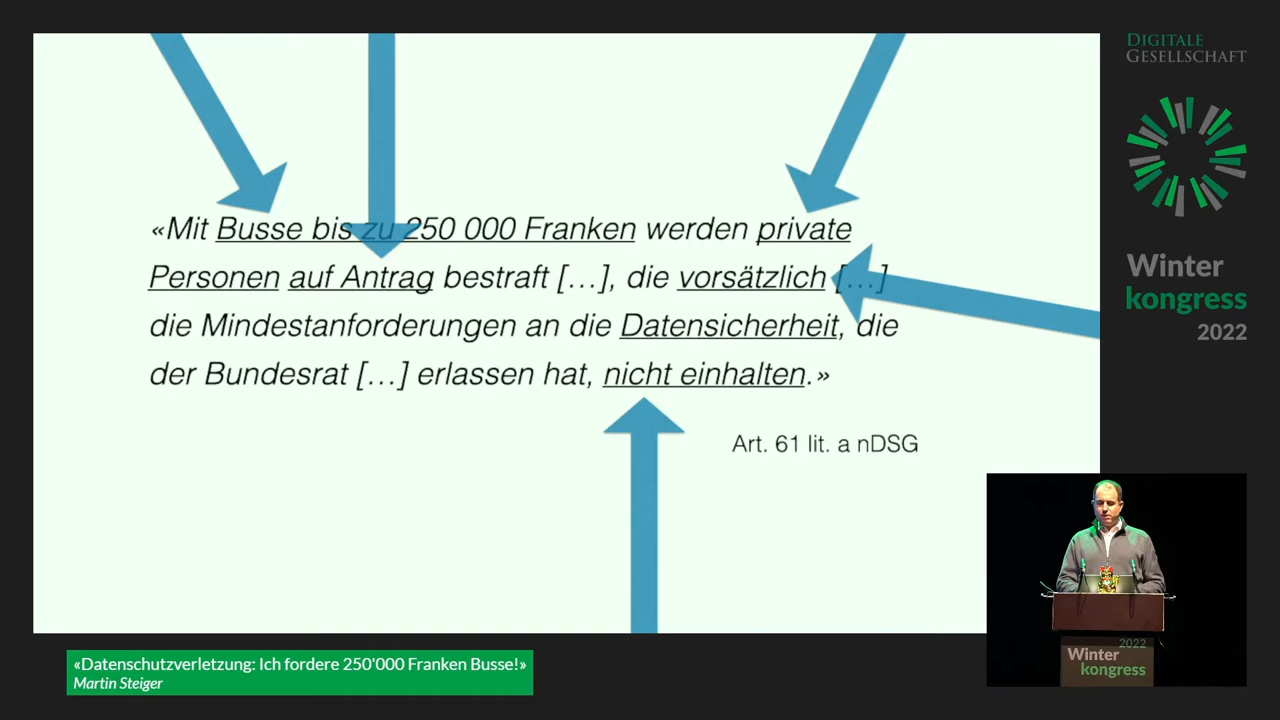 «Mit Busse bis zu 250 000 Franken werden private
Personen auf Antrag bestraft […], die vorsätzlich […]
die Mindestanforderungen an die Datensicherheit, die
der Bundesrat […] erlassen hat, nicht einhalten.»
Art. 61 lit. a nDSG
DIGITALE
GESELLSCHAFT
Winter
kongress
2022
2022
Winter
kongress
«Datenschutzverletzung: Ich fordere 250'000 Franken Busse!»
Martin Steiger